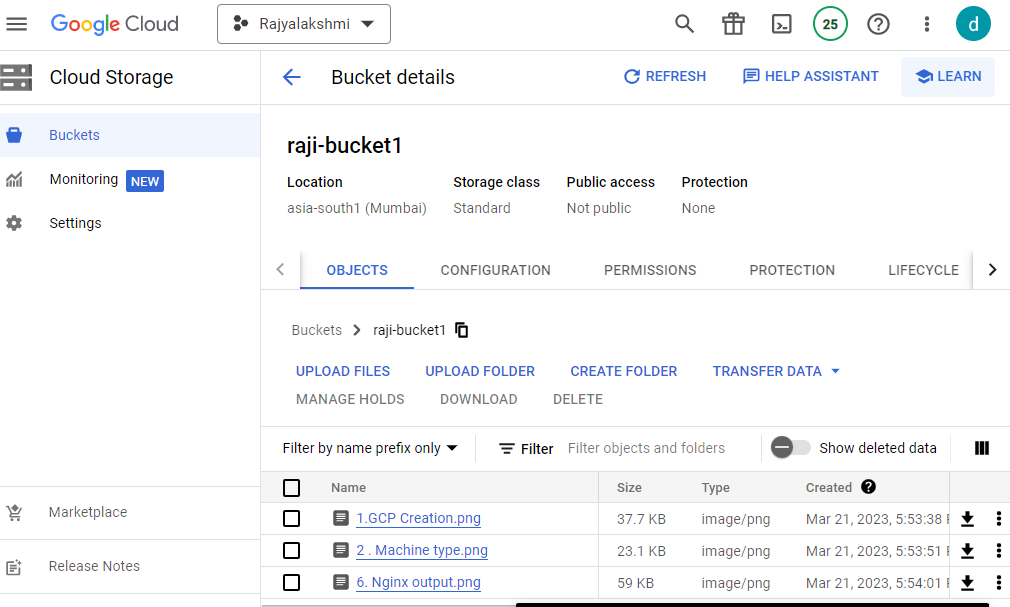 Google Cloud
Rajyalakshmi
25
d
Cloud Storage
Bucket details
REFRESH
HELP ASSISTANT
LEARN
Buckets
Monitoring NEW
Settings
Marketplace
Release Notes
raji-bucket1
Location Storage class Public access Protection
asia-south1 (Mumbai) Standard Not public None
OBJECTS CONFIGURATION PERMISSIONS PROTECTION LIFECYCLE
Buckets > raji-bucket1
UPLOAD FILES UPLOAD FOLDER CREATE FOLDER TRANSFER DATA
MANAGE HOLDS DOWNLOAD DELETE
Filter by name prefix only Filter Filter objects and folders Show deleted data
Name Size Type Created
1.GCP Creation.png 37.7 KB image/png Mar 21, 2023, 5:53:38
2 . Machine type.png 23.1 KB image/png Mar 21, 2023, 5:53:51
6. Nginx output.png 59 KB image/png Mar 21, 2023, 5:54:01